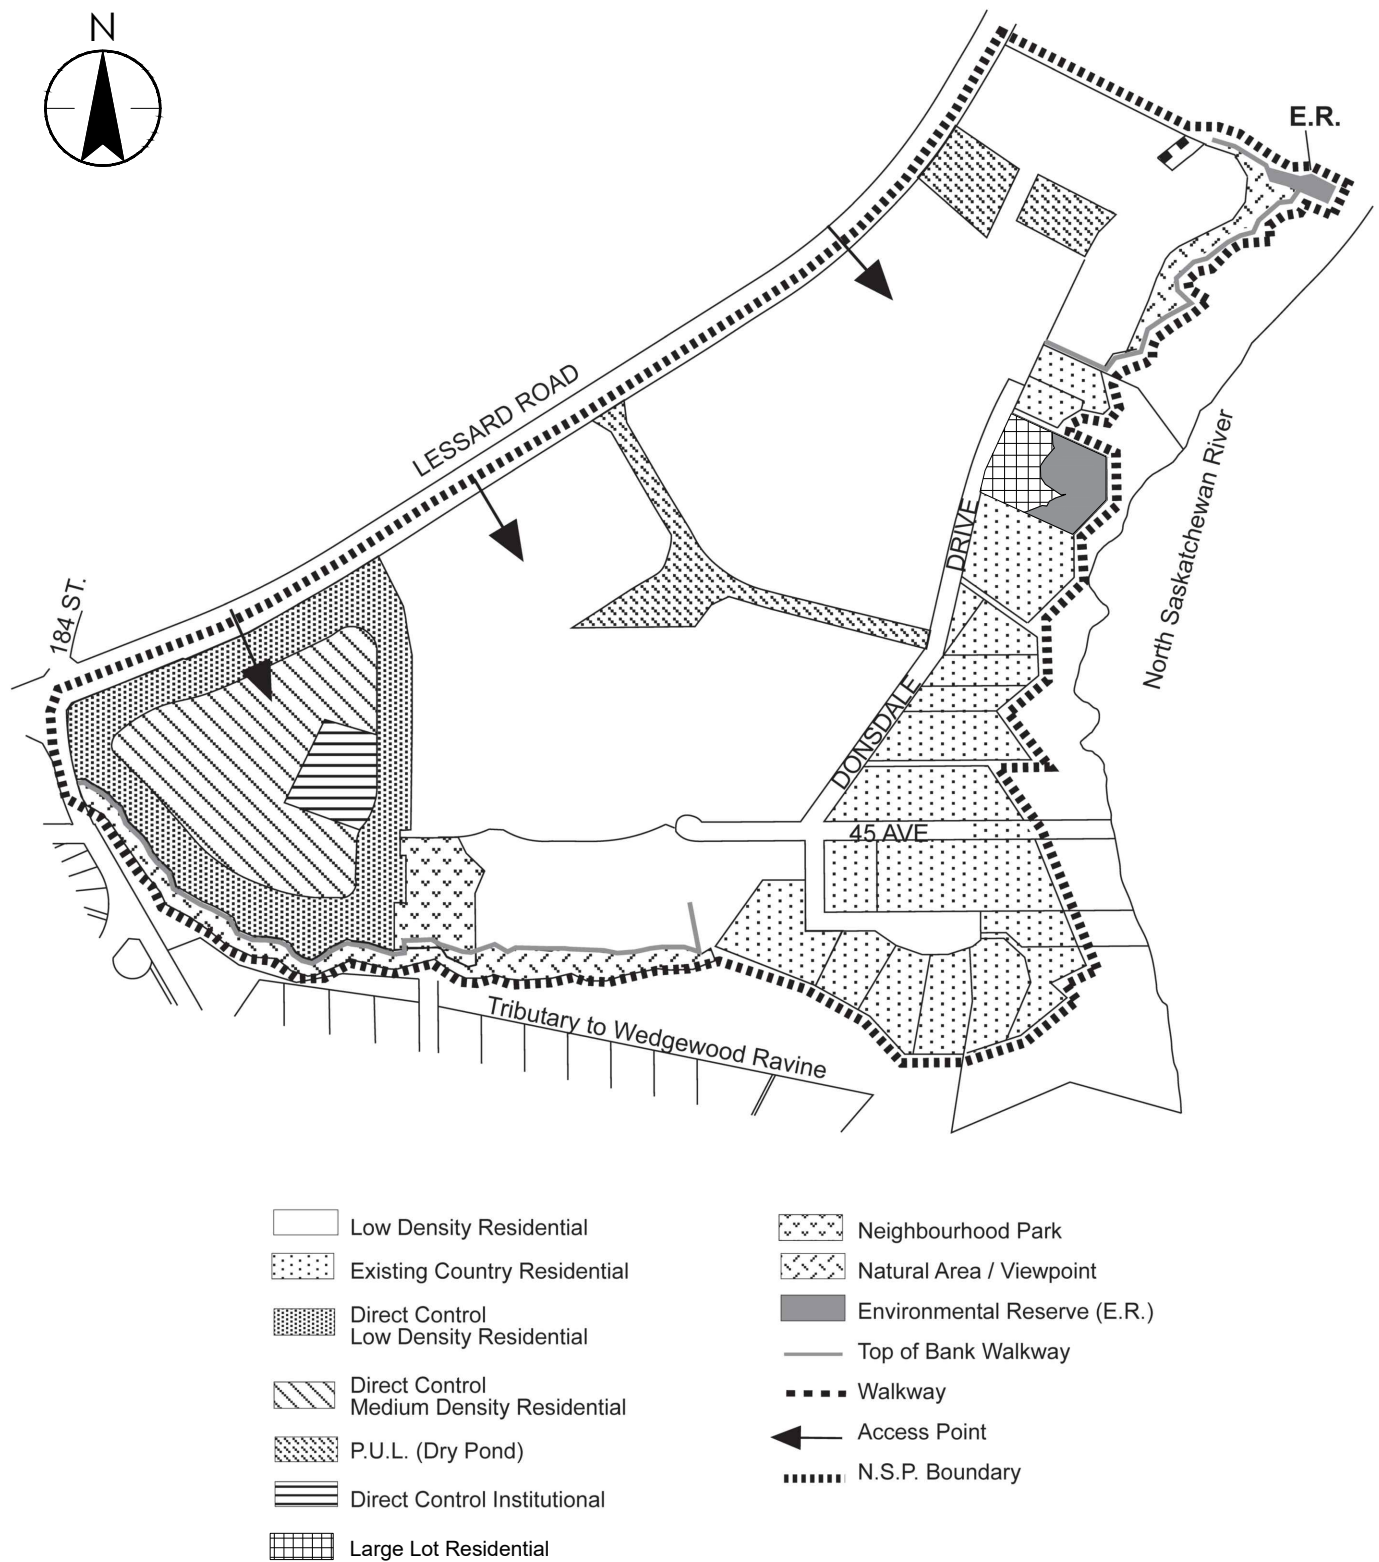 N
E.R.
LESSARD ROAD
184 ST.
North Saskatchewan River
DONSDALE DRIVE
45 AVE
Tributary to Wedgewood Ravine
Low Density Residential
Existing Country Residential
Direct Control
Low Density Residential
Direct Control
Medium Density Residential
P.U.L. (Dry Pond)
Direct Control Institutional
Large Lot Residential
Neighbourhood Park
Natural Area / Viewpoint
Environmental Reserve (E.R.)
Top of Bank Walkway
Walkway
Access Point
N.S.P. Boundary